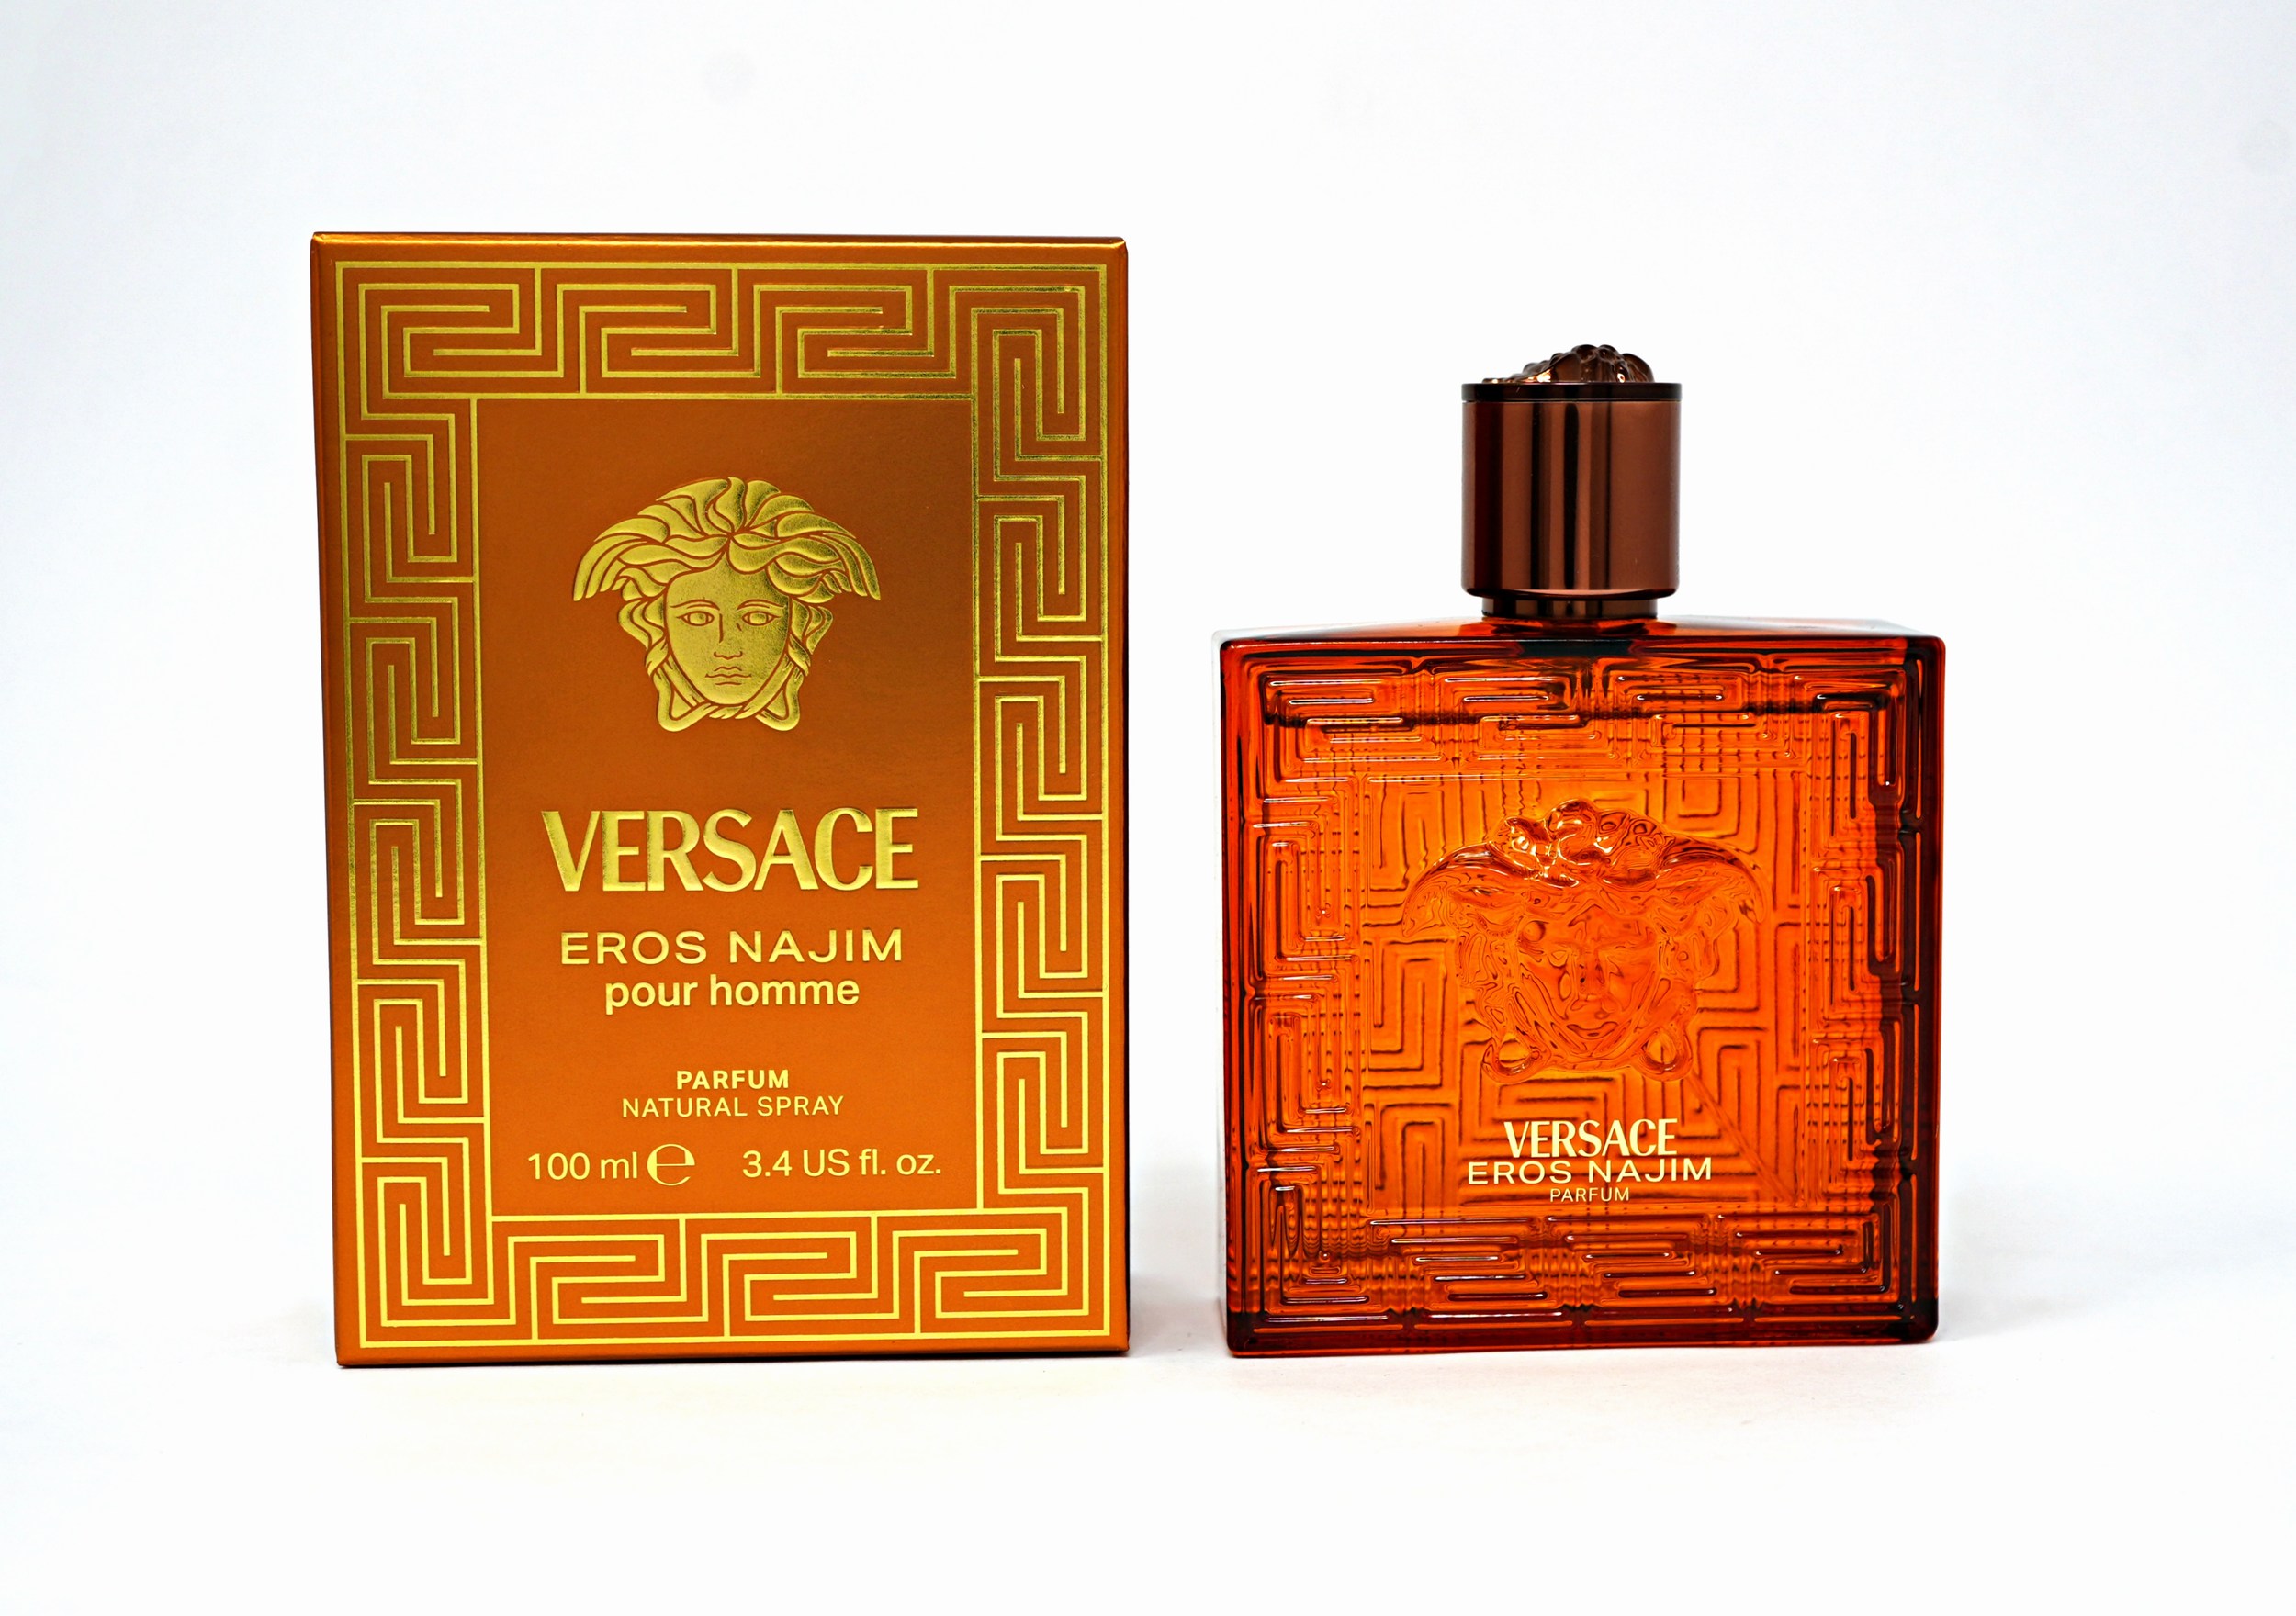 VERSACE
EROS NAJIM
pour homme
PARFUM
NATURAL SPRAY
100 ml ℮ 3.4 US fl. oz.
VERSACE
EROS NAJIM
PARFUM